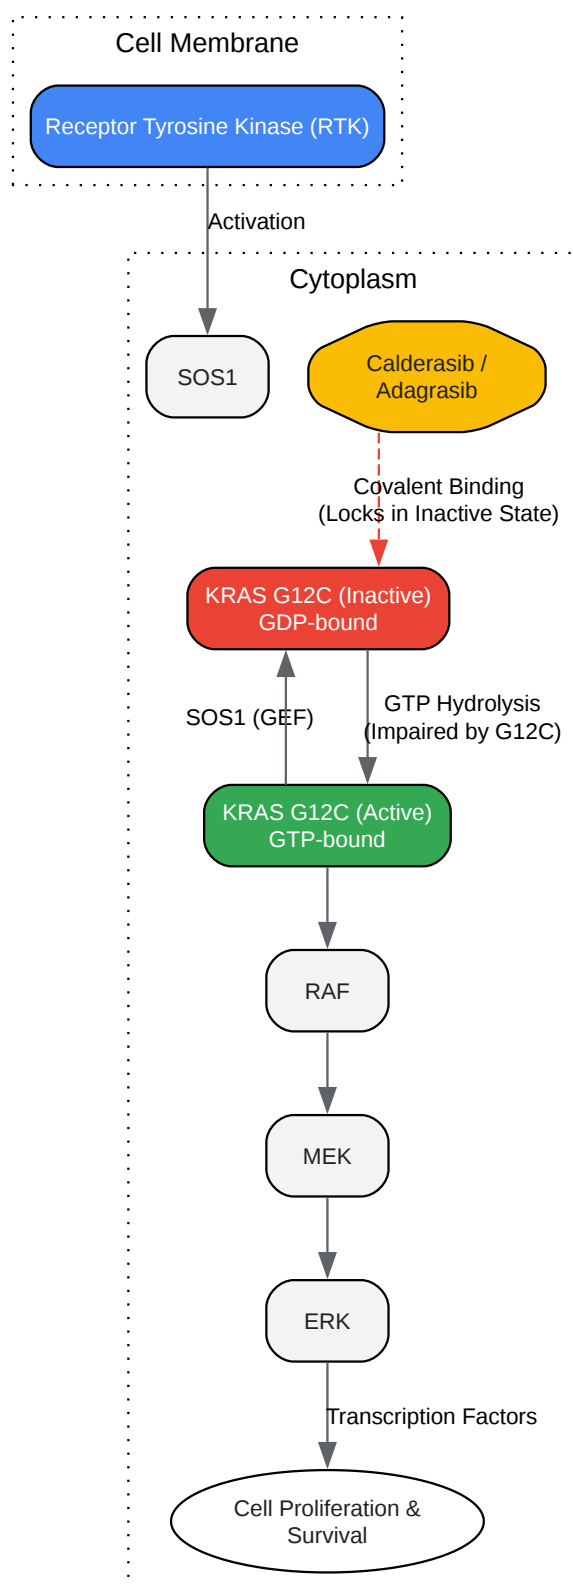 Cell Membrane
Receptor Tyrosine Kinase (RTK)
Activation
Cytoplasm
SOS1
Calderasib /
Adagrasib
Covalent Binding
(Locks in Inactive State)
KRAS G12C (Inactive)
GDP-bound
SOS1 (GEF)
GTP Hydrolysis
(Impaired by G12C)
KRAS G12C (Active)
GTP-bound
RAF
MEK
ERK
Transcription Factors
Cell Proliferation &
Survival